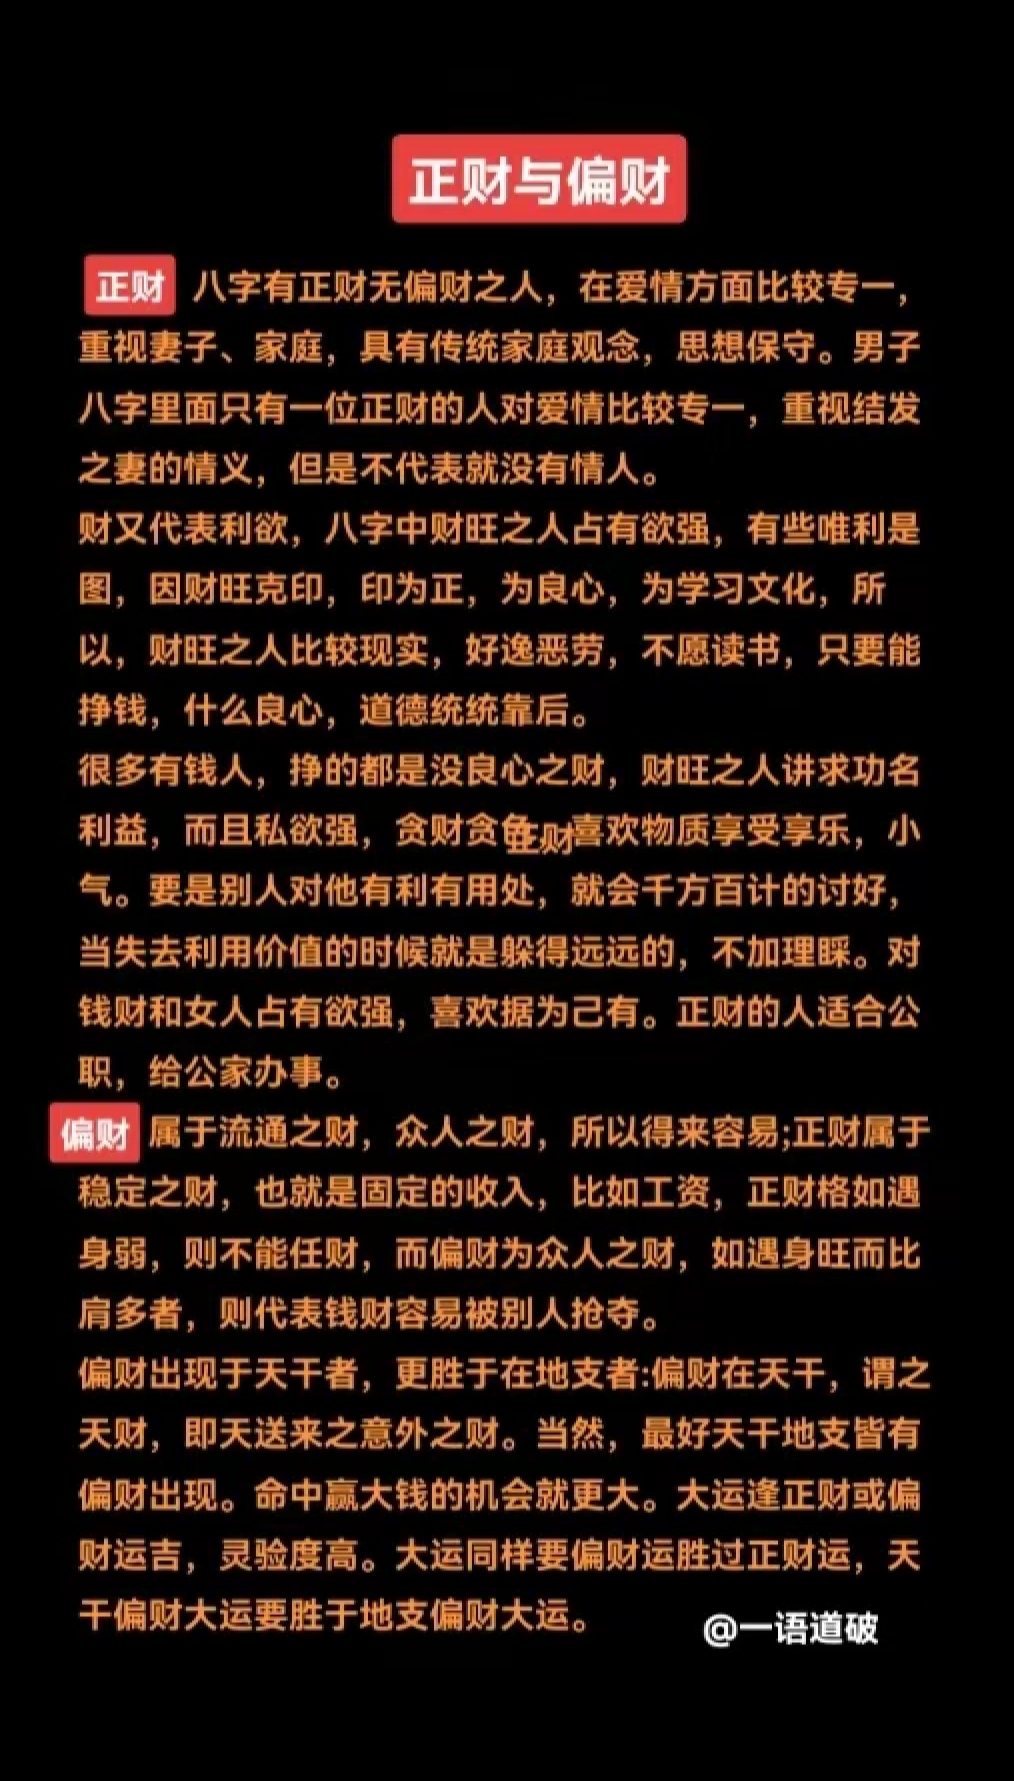 正财与偏财
正财 八字有正财无偏财之人，在爱情方面比较专一，
重视妻子、家庭，具有传统家庭观念，思想保守。男子
八字里面只有一位正财的人对爱情比较专一，重视结发
之妻的情义，但是不代表就没有情人。
财又代表利欲，八字中财旺之人占有欲强，有些唯利是
图，因财旺克印，印为正，为良心，为学习文化，所
以，财旺之人比较现实，好逸恶劳，不愿读书，只要能
挣钱，什么良心，道德统统靠后。
很多有钱人，挣的都是没良心之财，财旺之人讲求功名
利益，而且私欲强，贪财贪色，喜欢物质享受享乐，小
正财
气。要是别人对他有利有用处，就会千方百计的讨好，
当失去利用价值的时候就是躲得远远的，不加理睬。对
钱财和女人占有欲强，喜欢据为己有。正财的人适合公
职，给公家办事。
偏财 属于流通之财，众人之财，所以得来容易;正财属于
稳定之财，也就是固定的收入，比如工资，正财格如遇
身弱，则不能任财，而偏财为众人之财，如遇身旺而比
肩多者，则代表钱财容易被别人抢夺。
偏财出现于天干者，更胜于在地支者:偏财在天干，谓之
天财，即天送来之意外之财。当然，最好天干地支皆有
偏财出现。命中赢大钱的机会就更大。大运逢正财或偏
财运吉，灵验度高。大运同样要偏财运胜过正财运，天
干偏财大运要胜于地支偏财大运。
@一语道破